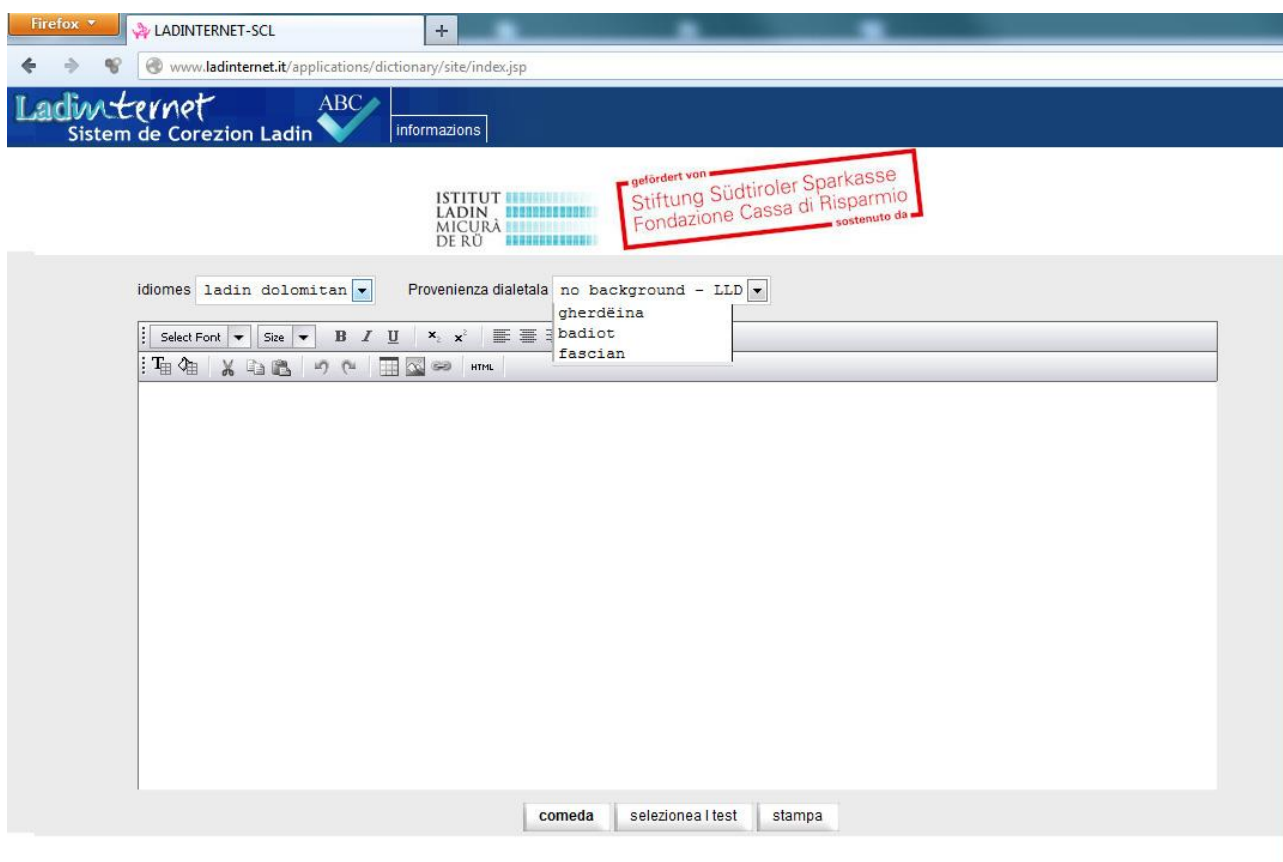 Firefox
LADINTERNET-SCL
www.ladinternet.it/applications/dictionary/site/index.jsp
Ladinternet
ABC
Sistem de Corezion Ladin
informazions
ISTITUT
LADIN
MICURÀ
DE RÜ
gefördert von
Stiftung Südtiroler Sparkasse
Fondazione Cassa di Risparmio
sostenuto da
idiomes ladin dolomitan Provenienza dialetala no background - LLD
gherdëina
badiot
fascian
Select Font Size B I U x₂ x²
HTML
comeda selezionea l test stampa